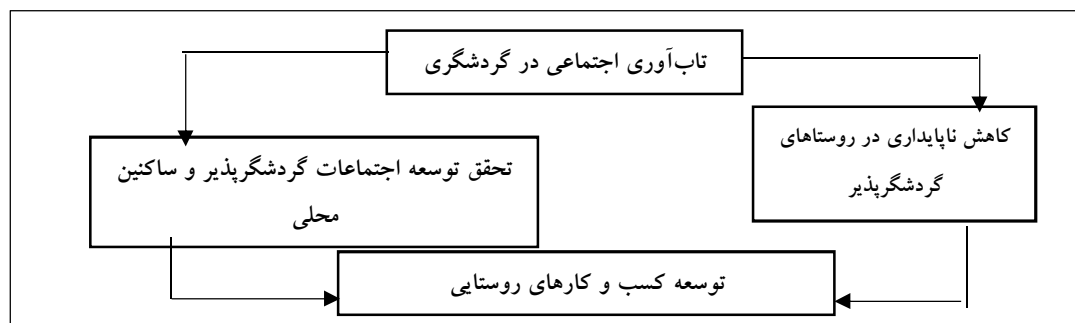 تاب‌آوری اجتماعی در گردشگری
کاهش ناپایداری در روستاهای
گردشگرپذیر
تحقق توسعه اجتماعات گردشگرپذیر و ساکنین
محلی
توسعه کسب و کارهای روستایی